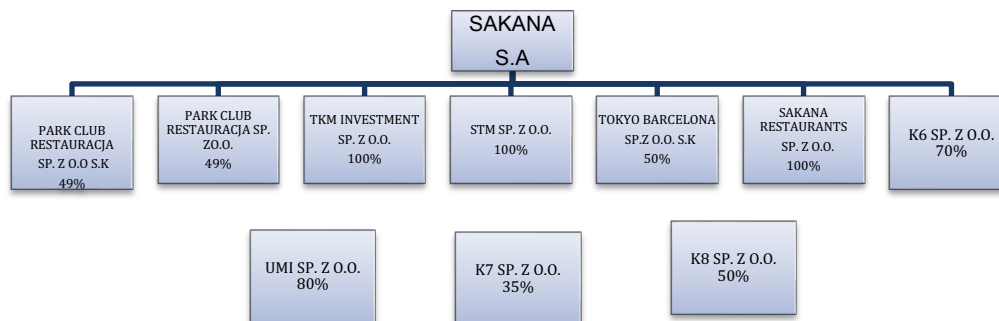 SAKANA
S.A
PARK CLUB
RESTAURACJA
SP. Z O.O S.K
49%
PARK CLUB
RESTAURACJA SP.
ZO.O.
49%
TKM INVESTMENT
SP. Z O.O.
100%
STM SP. Z O.O.
100%
TOKYO BARCELONA
SP.Z O.O. S.K
50%
SAKANA
RESTAURANTS
SP. Z O.O.
100%
K6 SP. Z O.O.
70%
UMI SP. Z O.O.
80%
K7 SP. Z O.O.
35%
K8 SP. Z O.O.
50%